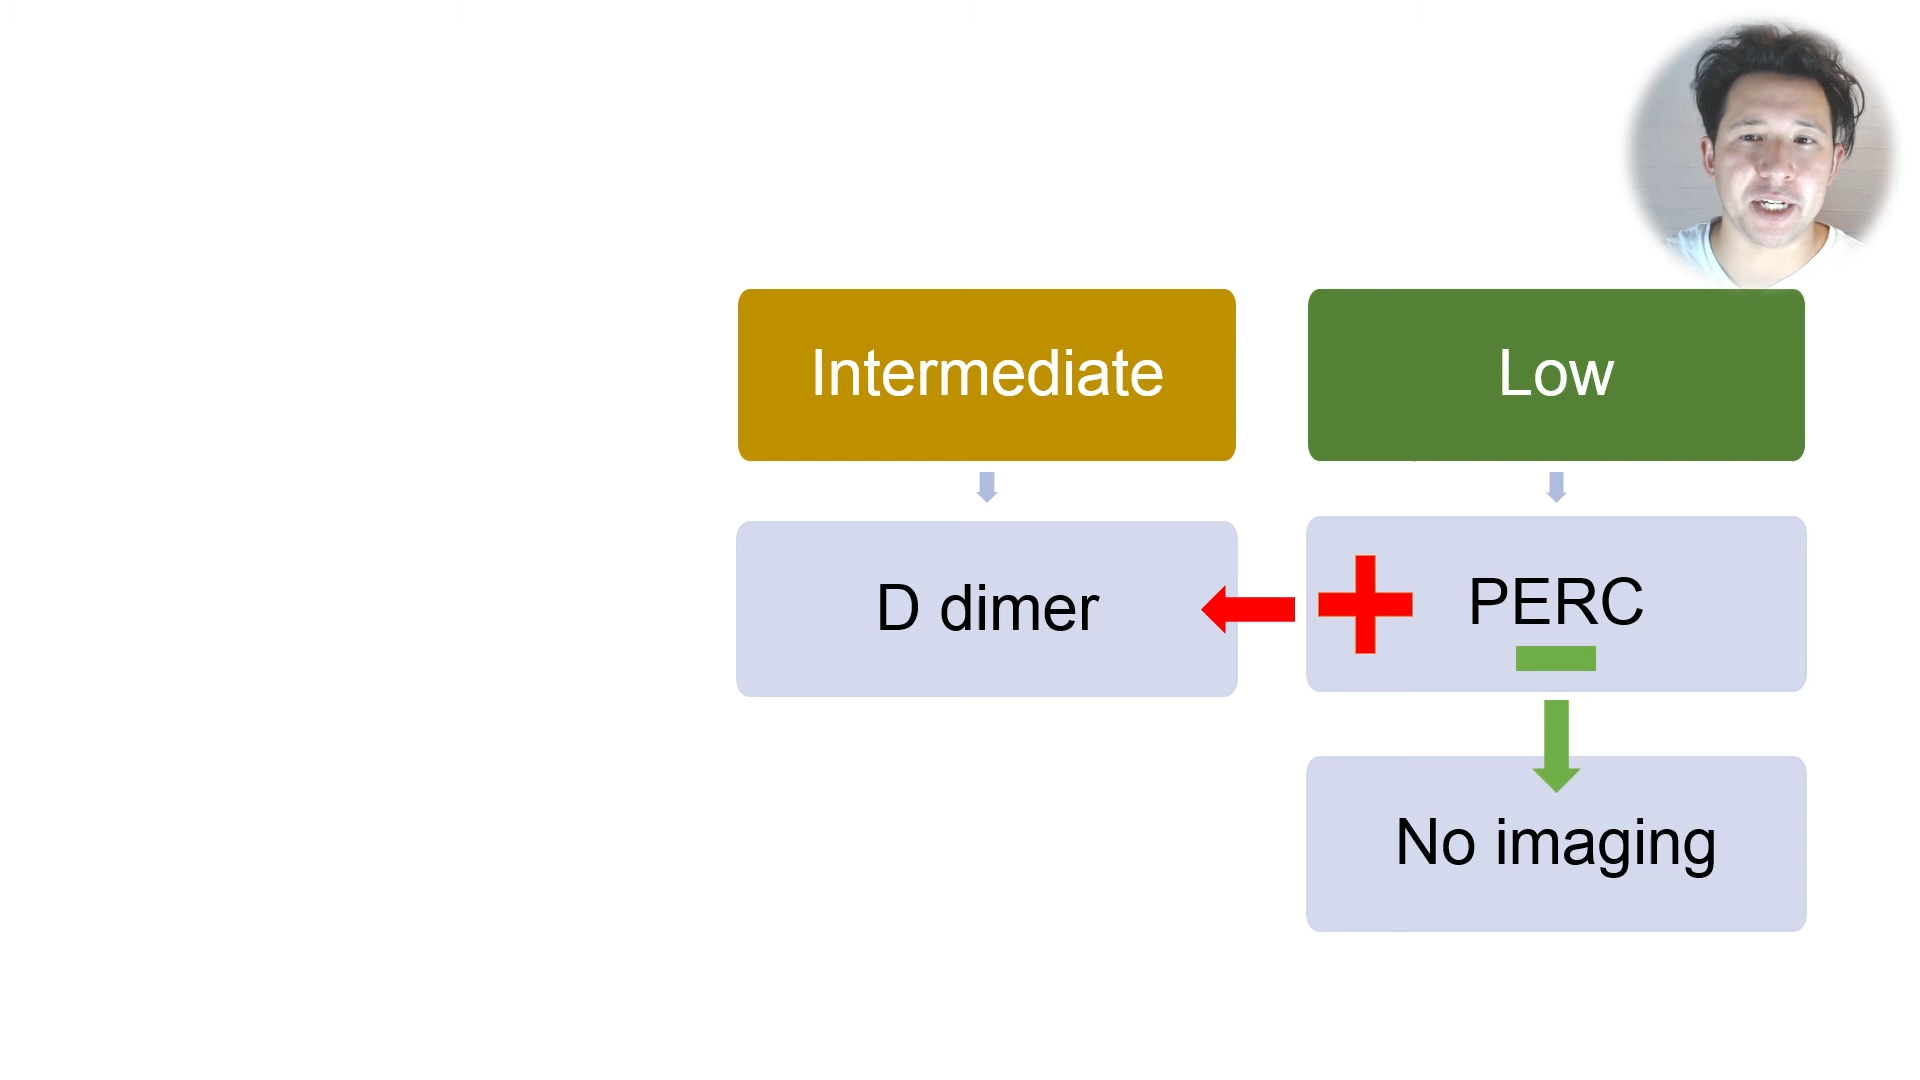 Intermediate
Low
D dimer
PERC
No imaging